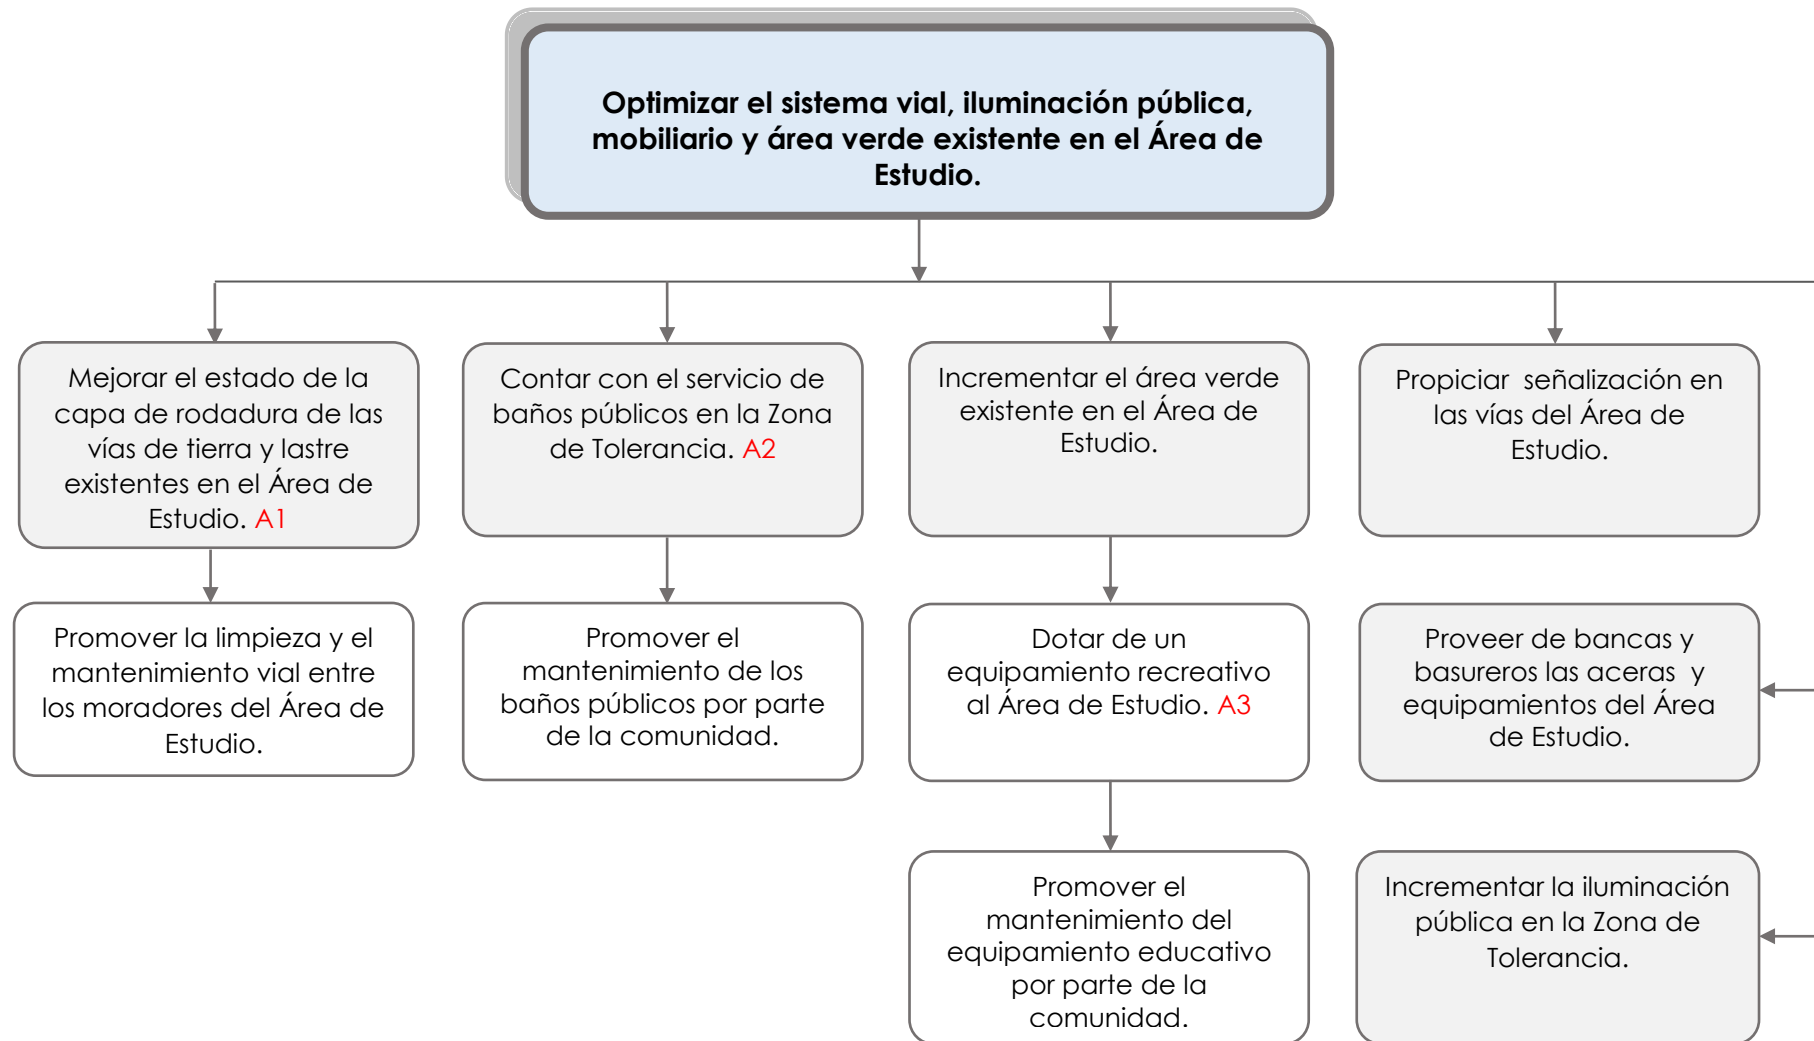 Optimizar el sistema vial, iluminación pública,
mobiliario y área verde existente en el Área de
Estudio.
Mejorar el estado de la
capa de rodadura de las
vías de tierra y lastre
existentes en el Área de
Estudio. A1
Contar con el servicio de
baños públicos en la Zona
de Tolerancia. A2
Incrementar el área verde
existente en el Área de
Estudio.
Propiciar  señalización en
las vías del Área de
Estudio.
Promover la limpieza y el
mantenimiento vial entre
los moradores del Área de
Estudio.
Promover el
mantenimiento de los
baños públicos por parte
de la comunidad.
Dotar de un
equipamiento recreativo
al Área de Estudio. A3
Proveer de bancas y
basureros las aceras  y
equipamientos del Área
de Estudio.
Promover el
mantenimiento del
equipamiento educativo
por parte de la
comunidad.
Incrementar la iluminación
pública en la Zona de
Tolerancia.